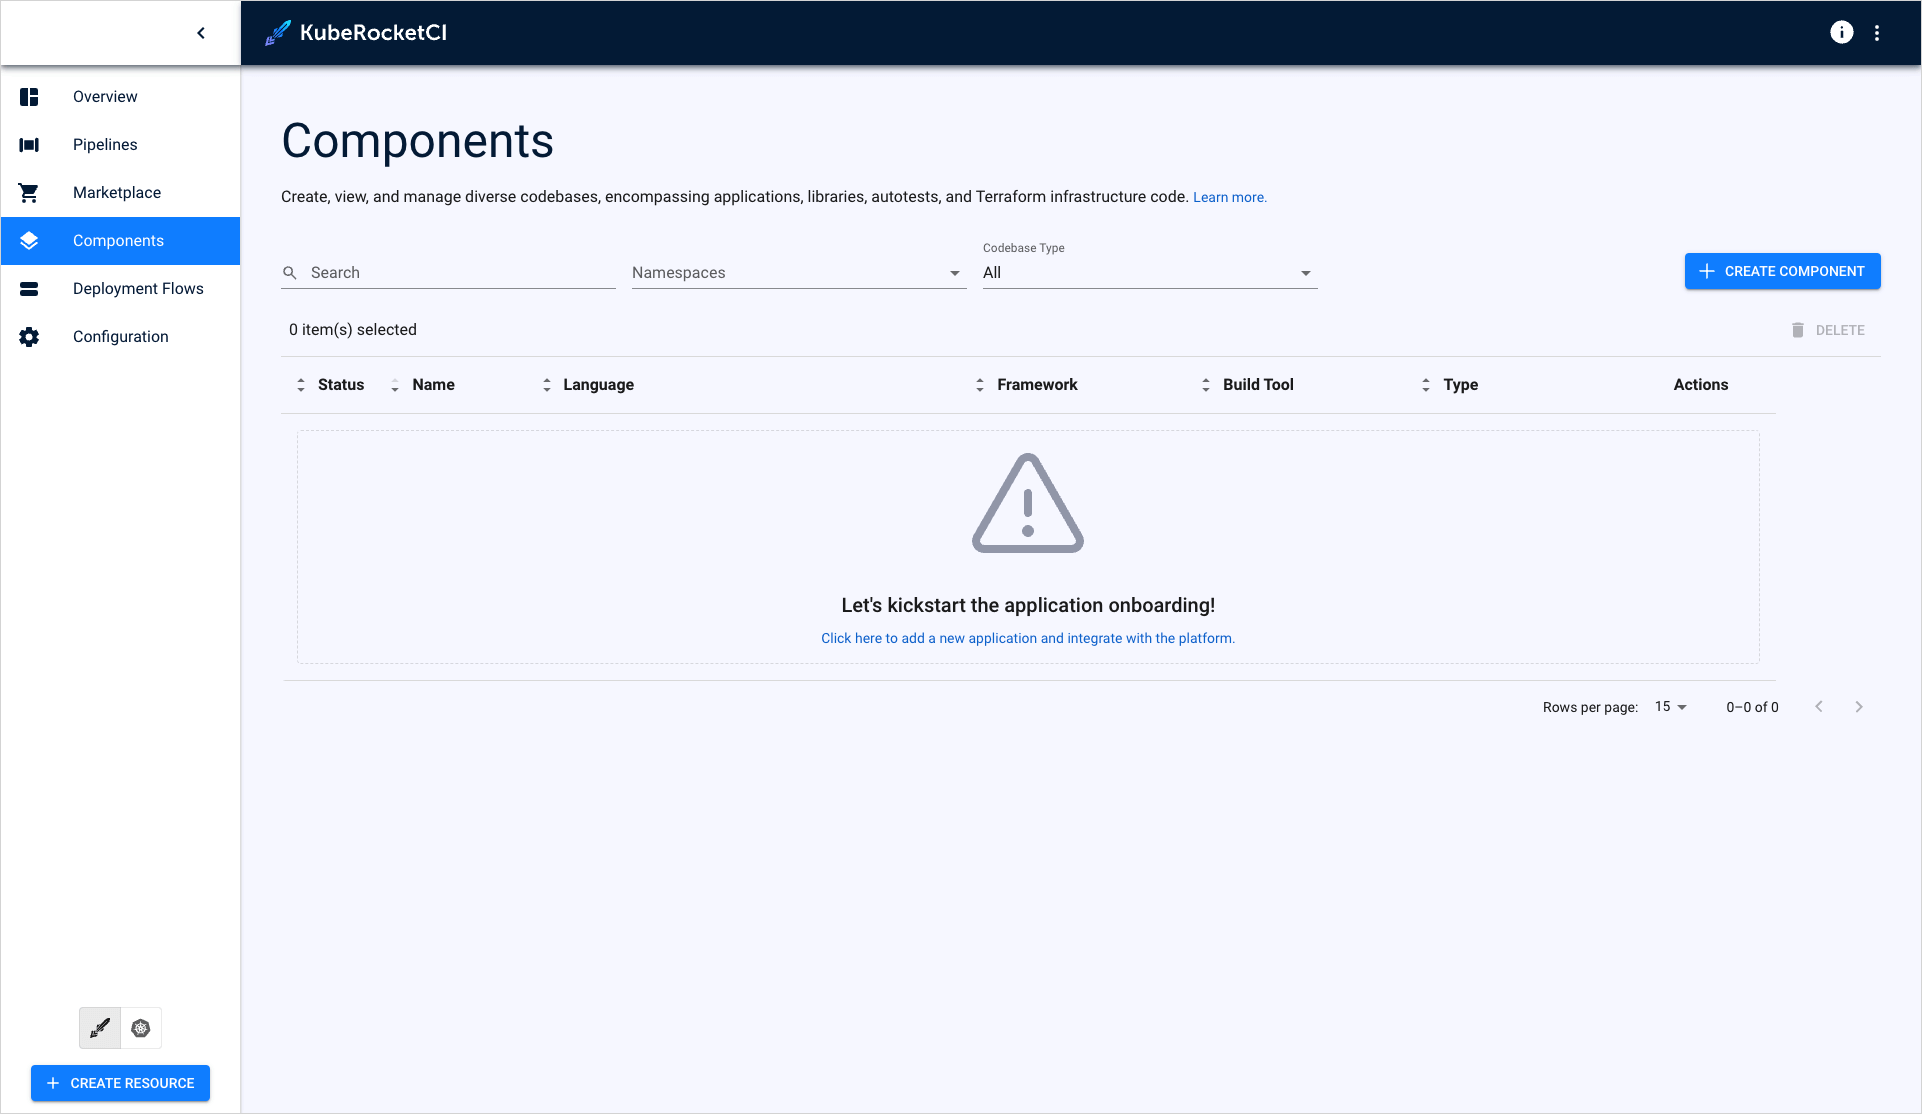 KubeRocketCI
Overview
Pipelines
Marketplace
Components
Deployment Flows
Configuration
CREATE RESOURCE
Components
Create, view, and manage diverse codebases, encompassing applications, libraries, autotests, and Terraform infrastructure code. Learn more.
Search
Namespaces
Codebase Type
All
CREATE COMPONENT
0 item(s) selected
DELETE
Status Name Language Framework Build Tool Type Actions
Let's kickstart the application onboarding!
Click here to add a new application and integrate with the platform.
Rows per page: 15 0–0 of 0